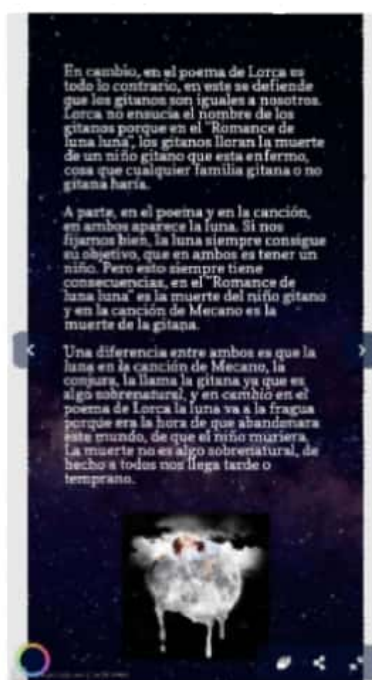 En cambio, en el poema de Lorca es
todo lo contrario, en este se defiende
que los gitanos son iguales a nosotros.
Lorca no ensucia el nombre de los
gitanos porque en el "Romance de
luna luna", los gitanos lloran la muerte
de un niño gitano que esta enfermo,
cosa que cualquier familia gitana o no
gitana haría.
A parte, en el poema y en la canción,
en ambos aparece la luna. Si nos
fijamos bien, la luna siempre consigue
su objetivo, que en ambos es tener un
niño. Pero esto siempre tiene
consecuencias, en el "Romance de
luna luna" es la muerte del niño gitano
y en la canción de Mecano es la
muerte de la gitana.
Una diferencia entre ambos es que la
luna en la canción de Mecano, la
conjura, la llama la gitana ya que es
algo sobrenatural, y en cambio en el
poema de Lorca la luna va a la fragua
porque era la hora de que abandonara
este mundo, de que el niño muriera.
La muerte no es algo sobrenatural, de
hecho a todos nos llega tarde o
temprano.